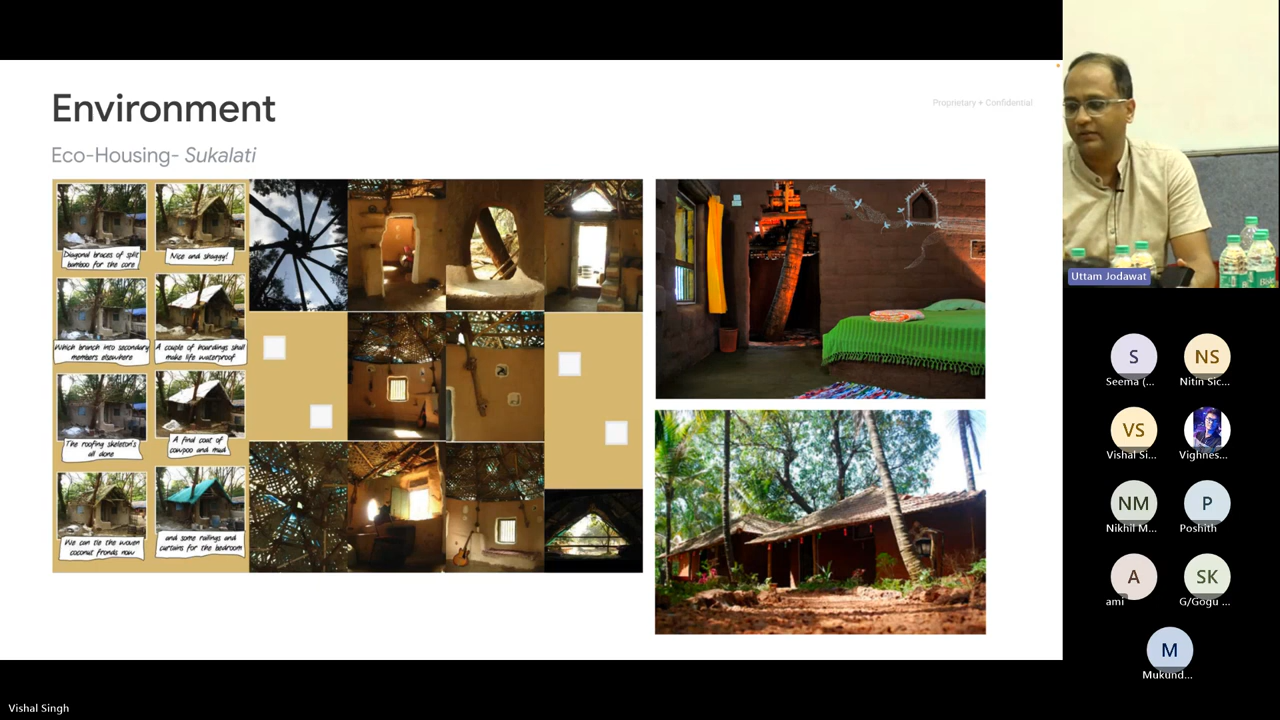 Environment
Proprietary + Confidential
Eco-Housing- Sukalati
Diagonal braces of split
bamboo for the core
Nice and shaggy!
Which branch into secondary
members elsewhere
A couple of hoardings shall
make life waterproof
The roofing skeleton's
all done
A final coat of
cowpoo and mud
We can tie the woven
coconut fronds now
and some railings and
curtains for the bedroom
Uttam Jodawat
S
Seema (...
NS
Nitin Sic...
VS
Vishal Si...
Vighnes...
NM
Nikhil M...
P
Poshith
A
ami
SK
G/Gogu ...
M
Mukund...
Vishal Singh